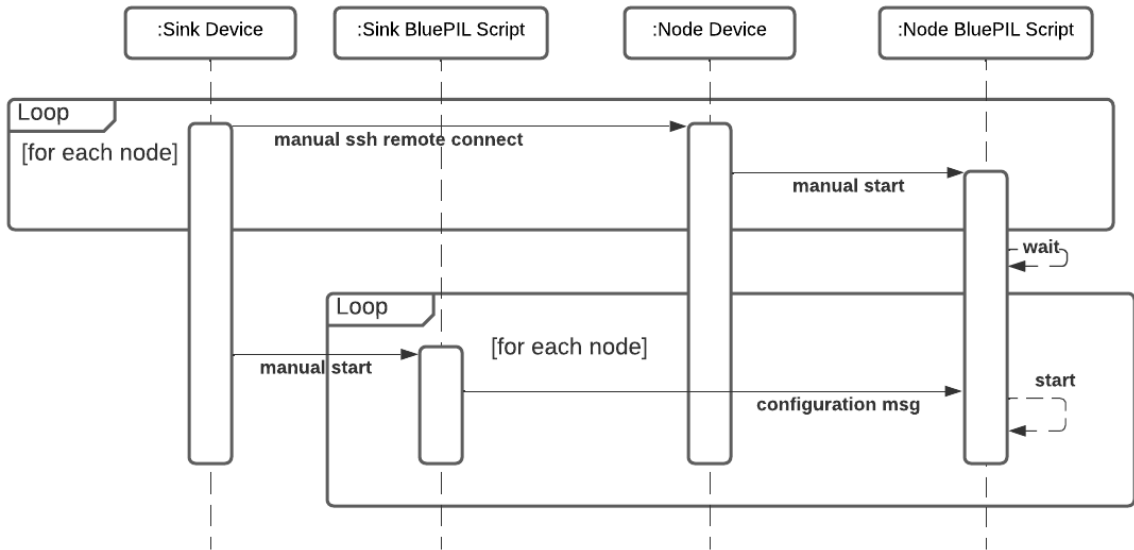 :Sink Device
:Sink BluePIL Script
:Node Device
:Node BluePIL Script
Loop
[for each node]
manual ssh remote connect
manual start
wait
Loop
[for each node]
manual start
start
configuration msg